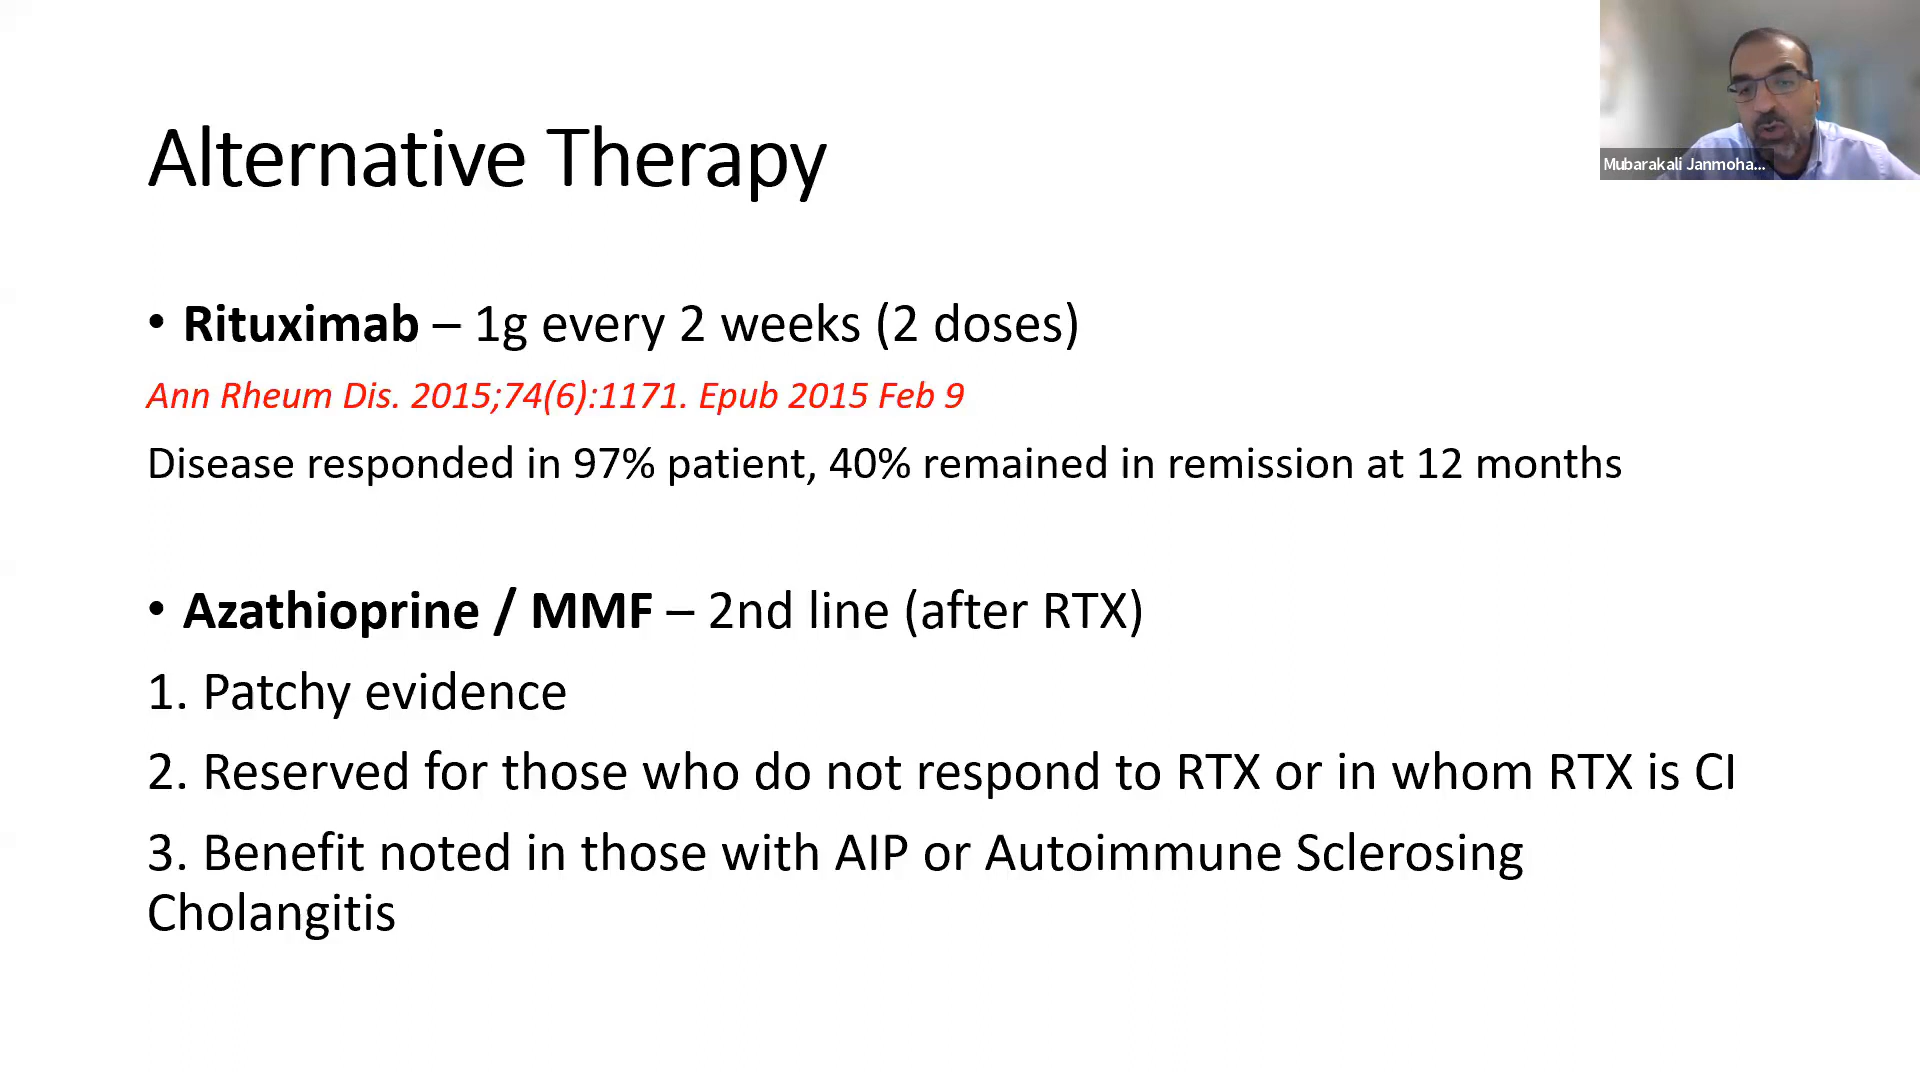 Alternative Therapy
Mubarakali Janmoha...
• Rituximab – 1g every 2 weeks (2 doses)
Ann Rheum Dis. 2015;74(6):1171. Epub 2015 Feb 9
Disease responded in 97% patient, 40% remained in remission at 12 months
• Azathioprine / MMF – 2nd line (after RTX)
1. Patchy evidence
2. Reserved for those who do not respond to RTX or in whom RTX is CI
3. Benefit noted in those with AIP or Autoimmune Sclerosing
Cholangitis